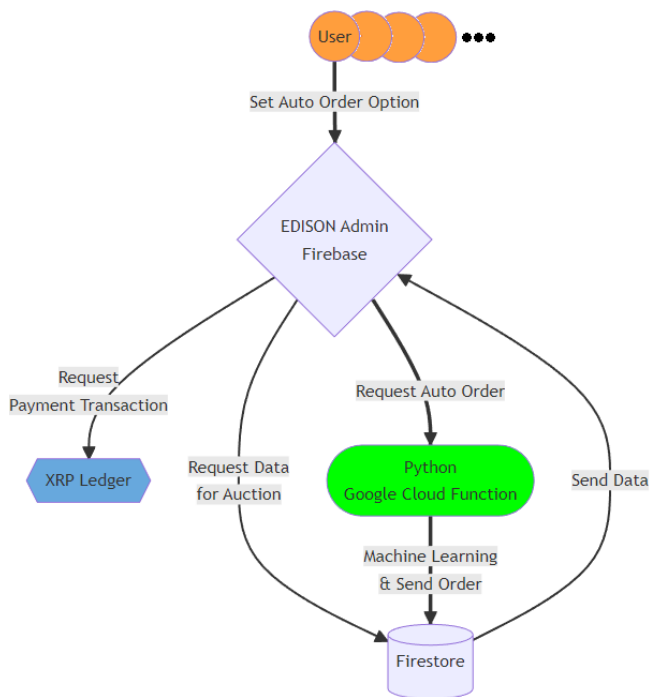 User
Set Auto Order Option
EDISON Admin
Firebase
Request
Payment Transaction
Request Auto Order
XRP Ledger
Request Data
for Auction
Python
Google Cloud Function
Send Data
Machine Learning
& Send Order
Firestore